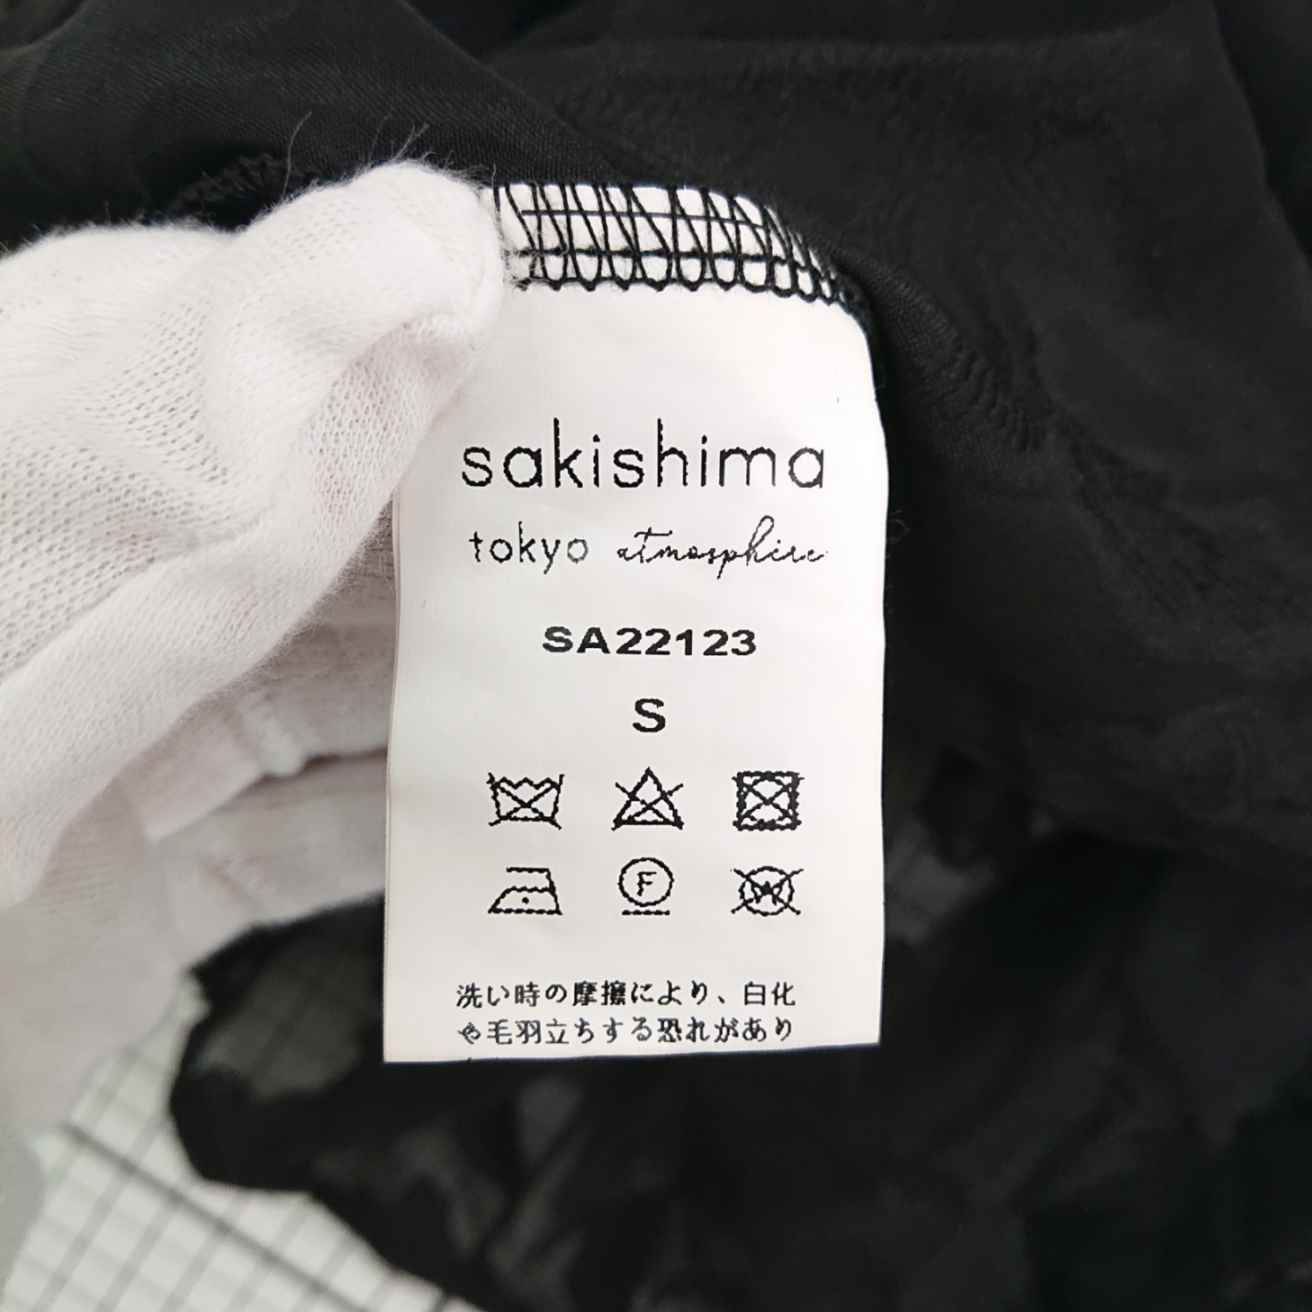 sakishima
tokyo atmosphere
SA22123
S
F
W
洗い時の摩擦により、白化
や毛羽立ちする恐れがあり